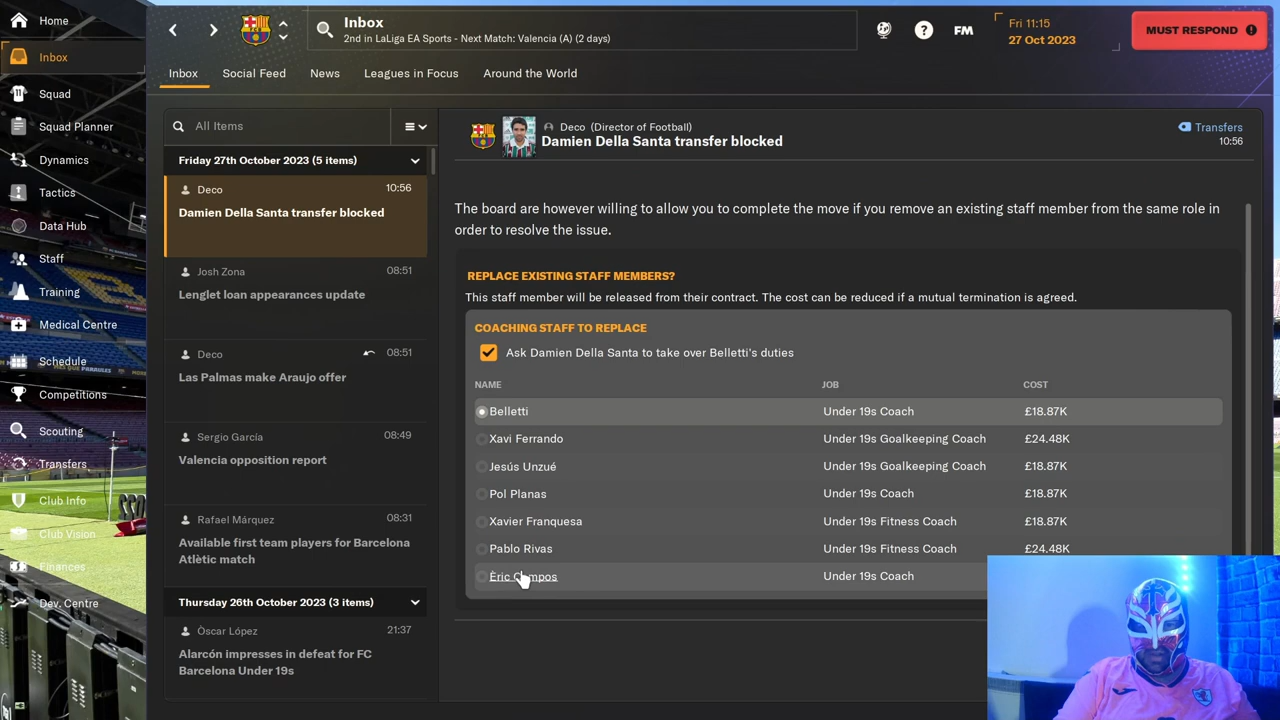 Home
Inbox
Squad
Squad Planner
Dynamics
Tactics
Data Hub
Staff
Training
Medical Centre
Schedule
Competitions
Scouting
Transfers
Club Info
Club Vision
Finances
Dev. Centre
Inbox
2nd in LaLiga EA Sports - Next Match: Valencia (A) (2 days)
?
FM
Fri 11:15
27 Oct 2023
MUST RESPOND
Inbox
Social Feed
News
Leagues in Focus
Around the World
All Items
Friday 27th October 2023 (5 items)
Deco 10:56
Damien Della Santa transfer blocked
Josh Zona 08:51
Lenglet loan appearances update
Deco 08:51
Las Palmas make Araujo offer
Sergio García 08:49
Valencia opposition report
Rafael Márquez 08:31
Available first team players for Barcelona
Atlètic match
Thursday 26th October 2023 (3 items)
Òscar López 21:37
Alarcón impresses in defeat for FC
Barcelona Under 19s
Deco (Director of Football)
Damien Della Santa transfer blocked
Transfers
10:56
The board are however willing to allow you to complete the move if you remove an existing staff member from the same role in
order to resolve the issue.
REPLACE EXISTING STAFF MEMBERS?
This staff member will be released from their contract. The cost can be reduced if a mutual termination is agreed.
COACHING STAFF TO REPLACE
Ask Damien Della Santa to take over Belletti's duties
NAME JOB COST
Belletti Under 19s Coach £18.87K
Xavi Ferrando Under 19s Goalkeeping Coach £24.48K
Jesús Unzué Under 19s Goalkeeping Coach £18.87K
Pol Planas Under 19s Coach £18.87K
Xavier Franquesa Under 19s Fitness Coach £18.87K
Pablo Rivas Under 19s Fitness Coach £24.48K
Èric Campos Under 19s Coach